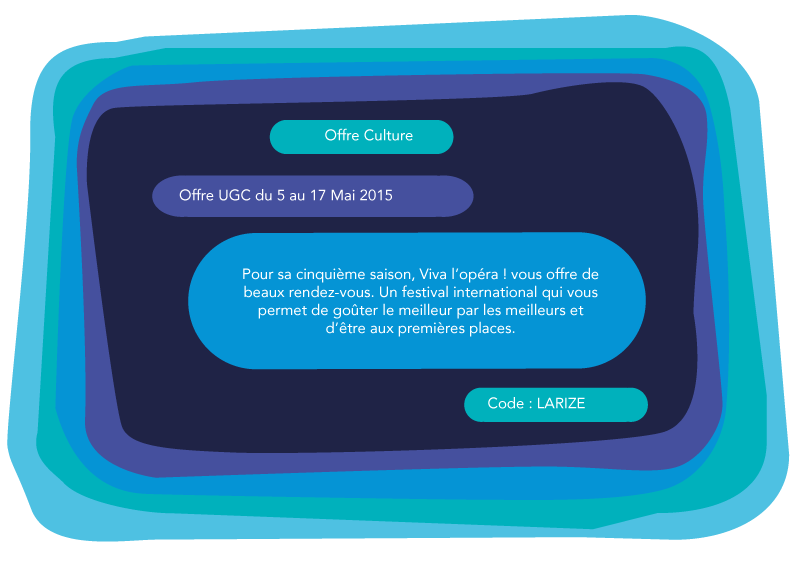 Offre Culture
Offre UGC du 5 au 17 Mai 2015
Pour sa cinquième saison, Viva l’opéra ! vous offre de
beaux rendez-vous. Un festival international qui vous
permet de goûter le meilleur par les meilleurs et
d’être aux premières places.
Code : LARIZE